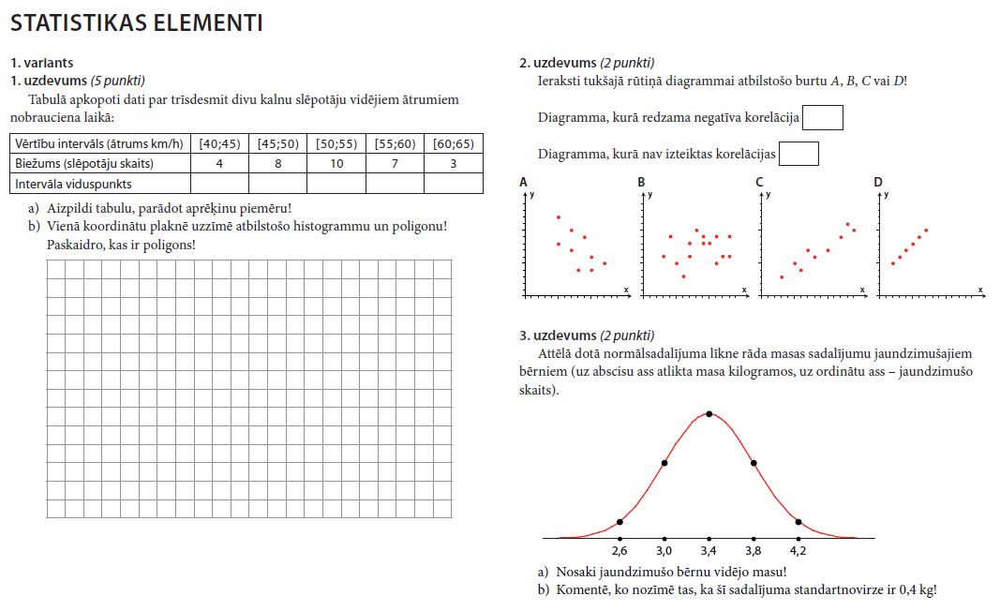 STATISTIKAS ELEMENTI
1. variants
1. uzdevums (5 punkti)
Tabulā apkopoti dati par trīsdesmit divu kalnu slēpotāju vidējiem ātrumiem
nobrauciena laikā:
Vērtību intervāls (ātrums km/h) [40;45) [45;50) [50;55) [55;60) [60;65)
Biežums (slēpotāju skaits) 4 8 10 7 3
Intervāla viduspunkts
a) Aizpildi tabulu, parādot aprēķinu piemēru!
b) Vienā koordinātu plaknē uzzīmē atbilstošo histogrammu un poligonu!
Paskaidro, kas ir poligons!
2. uzdevums (2 punkti)
Ieraksti tukšajā rūtiņā diagrammai atbilstošo burtu A, B, C vai D!
Diagramma, kurā redzama negatīva korelācija
Diagramma, kurā nav izteiktas korelācijas
A B C D
y y y y
x x x x
3. uzdevums (2 punkti)
Attēlā dotā normālsadalījuma līkne rāda masas sadalījumu jaundzimušajiem
bērniem (uz abscisu ass atlikta masa kilogramos, uz ordinātu ass – jaundzimušo
skaits).
2,6 3,0 3,4 3,8 4,2
a) Nosaki jaundzimušo bērnu vidējo masu!
b) Komentē, ko nozīmē tas, ka šī sadalījuma standartnovirze ir 0,4 kg!